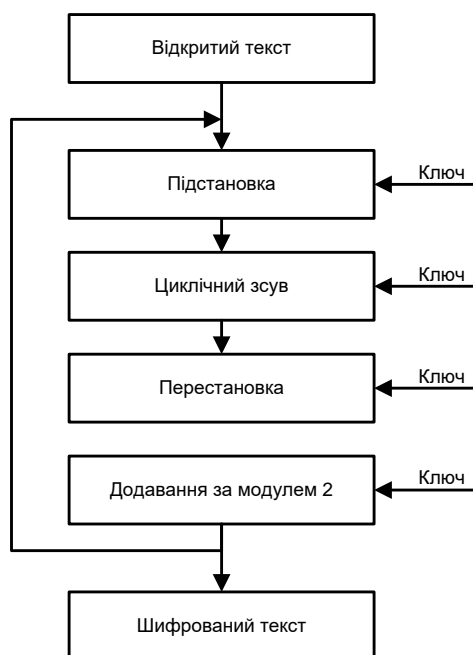 Відкритий текст
Ключ
Підстановка
Ключ
Циклічний зсув
Ключ
Перестановка
Ключ
Додавання за модулем 2
Шифрований текст